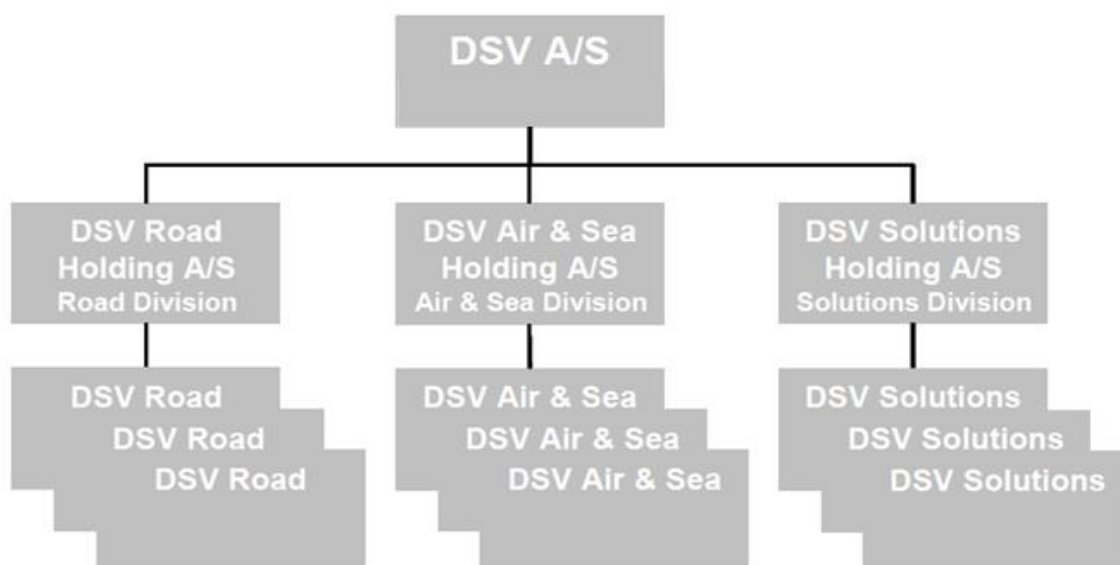 DSV A/S
DSV Road
Holding A/S
Road Division
DSV Air & Sea
Holding A/S
Air & Sea Division
DSV Solutions
Holding A/S
Solutions Division
DSV Road
DSV Road
DSV Road
DSV Air & Sea
DSV Air & Sea
DSV Air & Sea
DSV Solutions
DSV Solutions
DSV Solutions